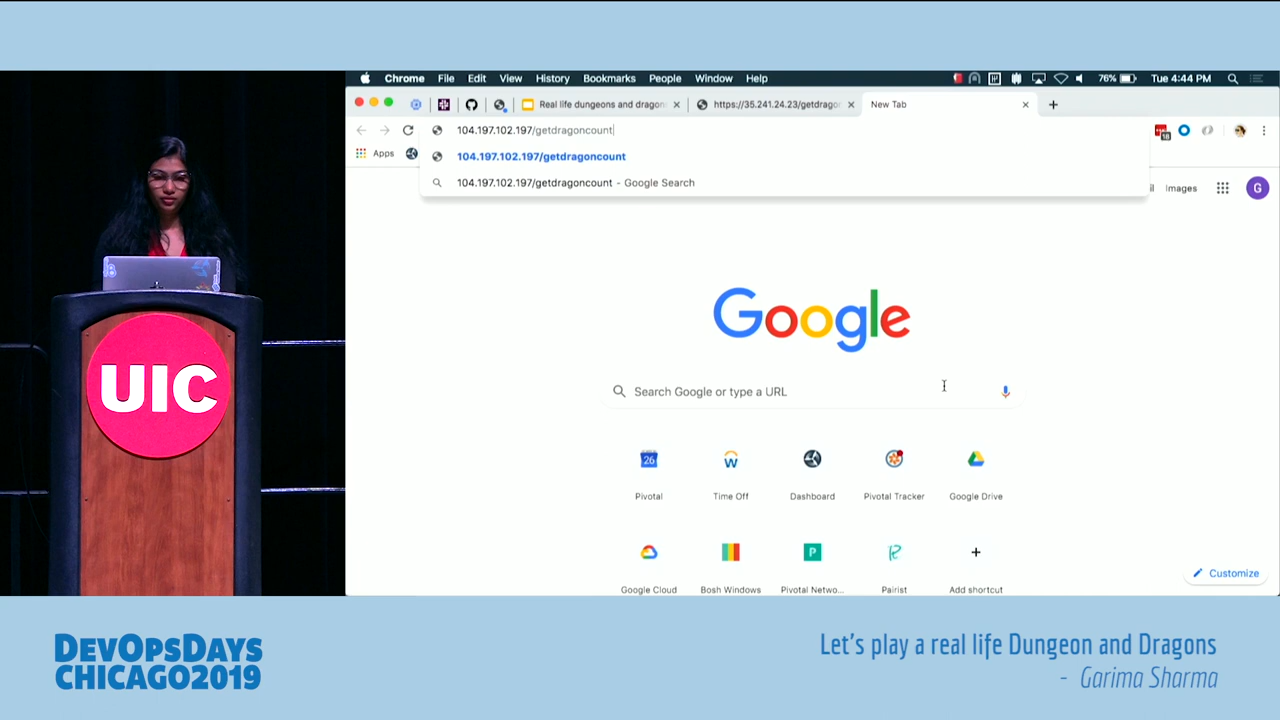 Chrome File Edit View History Bookmarks People Window Help
76% Tue 4:44 PM
Real life dungeons and dragon
https://35.241.24.23/getdrago
New Tab
104.197.102.197/getdragoncount
18
Apps
104.197.102.197/getdragoncount
104.197.102.197/getdragoncount - Google Search
il Images
G
Google
Search Google or type a URL
26
Pivotal
Time Off
Dashboard
Pivotal Tracker
Google Drive
P
Google Cloud
Bosh Windows
Pivotal Netwo...
Pairist
Add shortcut
Customize
UIC
DevOpsDays
Chicago2019
Let's play a real life Dungeon and Dragons
- Garima Sharma